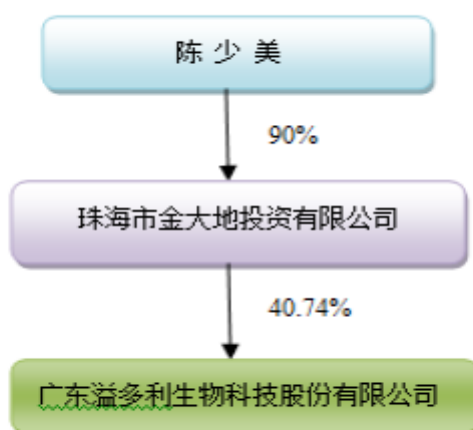 陈 少 美
90%
珠海市金大地投资有限公司
40.74%
广东溢多利生物科技股份有限公司